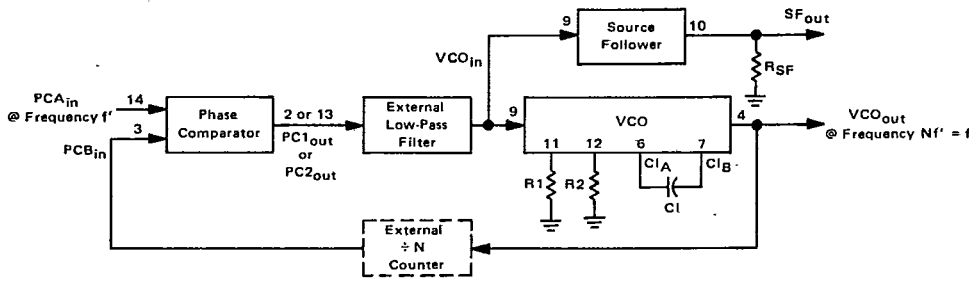 9
Source
Follower
10
SFout
RSF
VCOin
PCAin
@ Frequency f'
14
3
PCBin
Phase
Comparator
2 or 13
PC1out
or
PC2out
External
Low-Pass
Filter
9
VCO
4
VCOout
@ Frequency Nf' = f
11
12
6
7
R1
R2
CIA
CIB
CI
External
÷ N
Counter